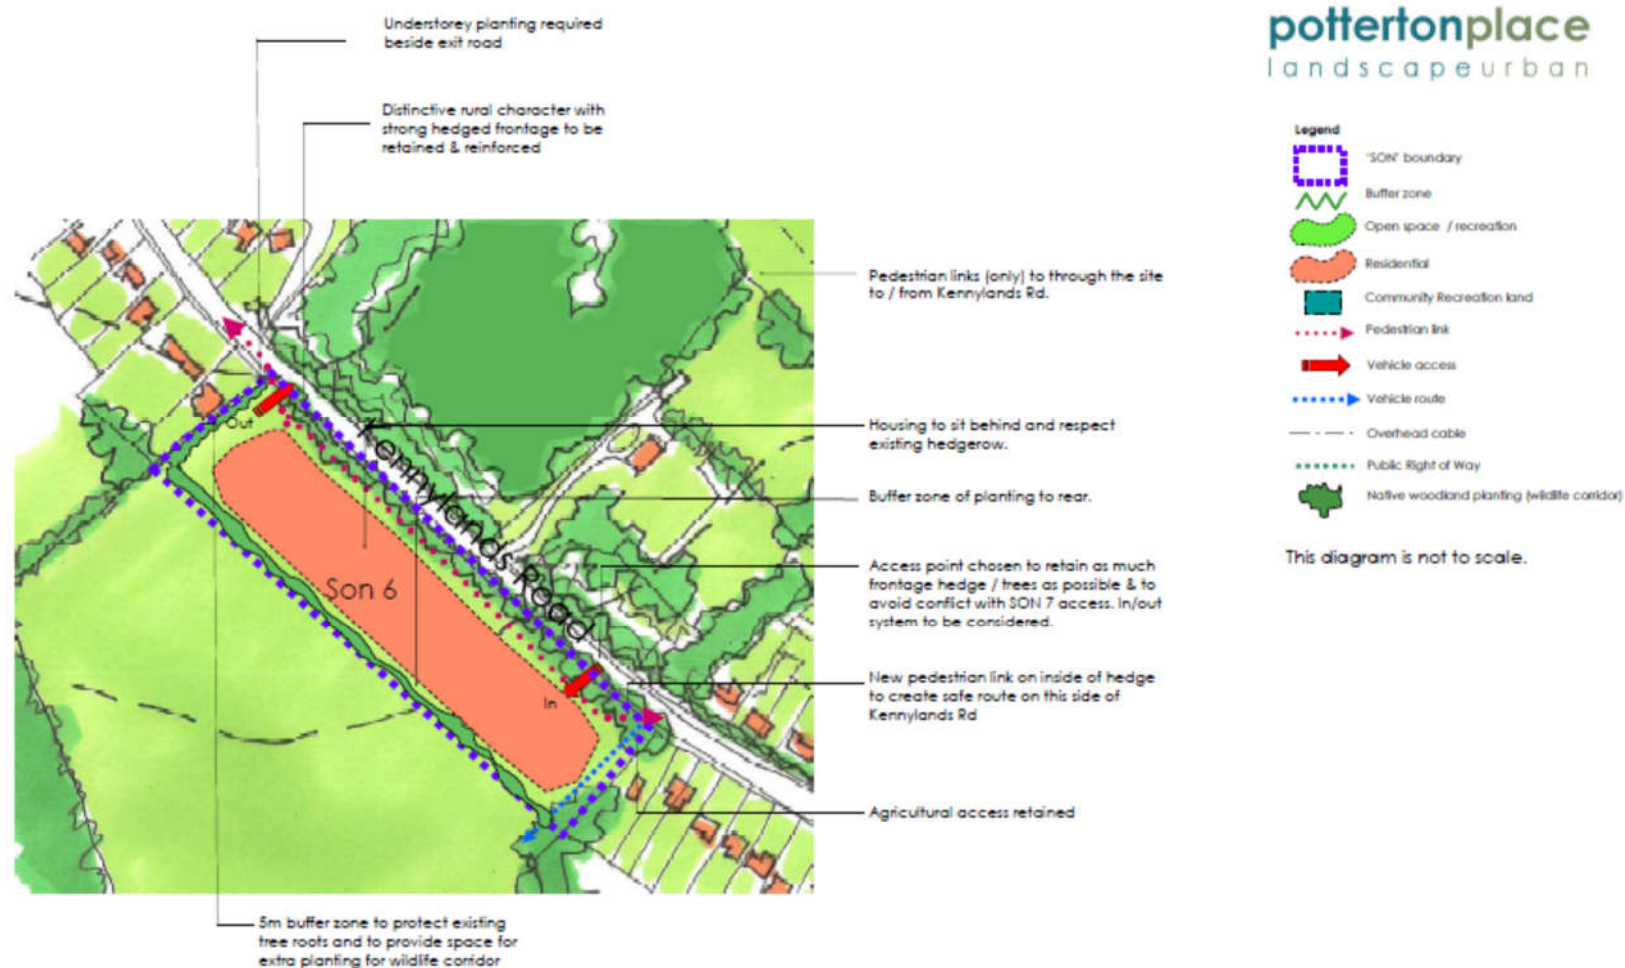 Understorey planting required
beside exit road
Distinctive rural character with
strong hedged frontage to be
retained & reinforced
pottertonplace
landscapeurban
Legend
'SON' boundary
Buffer zone
Open space / recreation
Residential
Community Recreation land
Pedestrian link
Vehicle access
Vehicle route
Overhead cable
Public Right of Way
Native woodland planting (wildlife corridor)
This diagram is not to scale.
Pedestrian links (only) to through the site
to / from Kennylands Rd.
Housing to sit behind and respect
existing hedgerow.
Buffer zone of planting to rear.
Access point chosen to retain as much
frontage hedge / trees as possible & to
avoid conflict with SON 7 access. In/out
system to be considered.
New pedestrian link on inside of hedge
to create safe route on this side of
Kennylands Rd
Agricultural access retained
Out
Kennylands Road
Son 6
In
5m buffer zone to protect existing
tree roots and to provide space for
extra planting for wildlife corridor